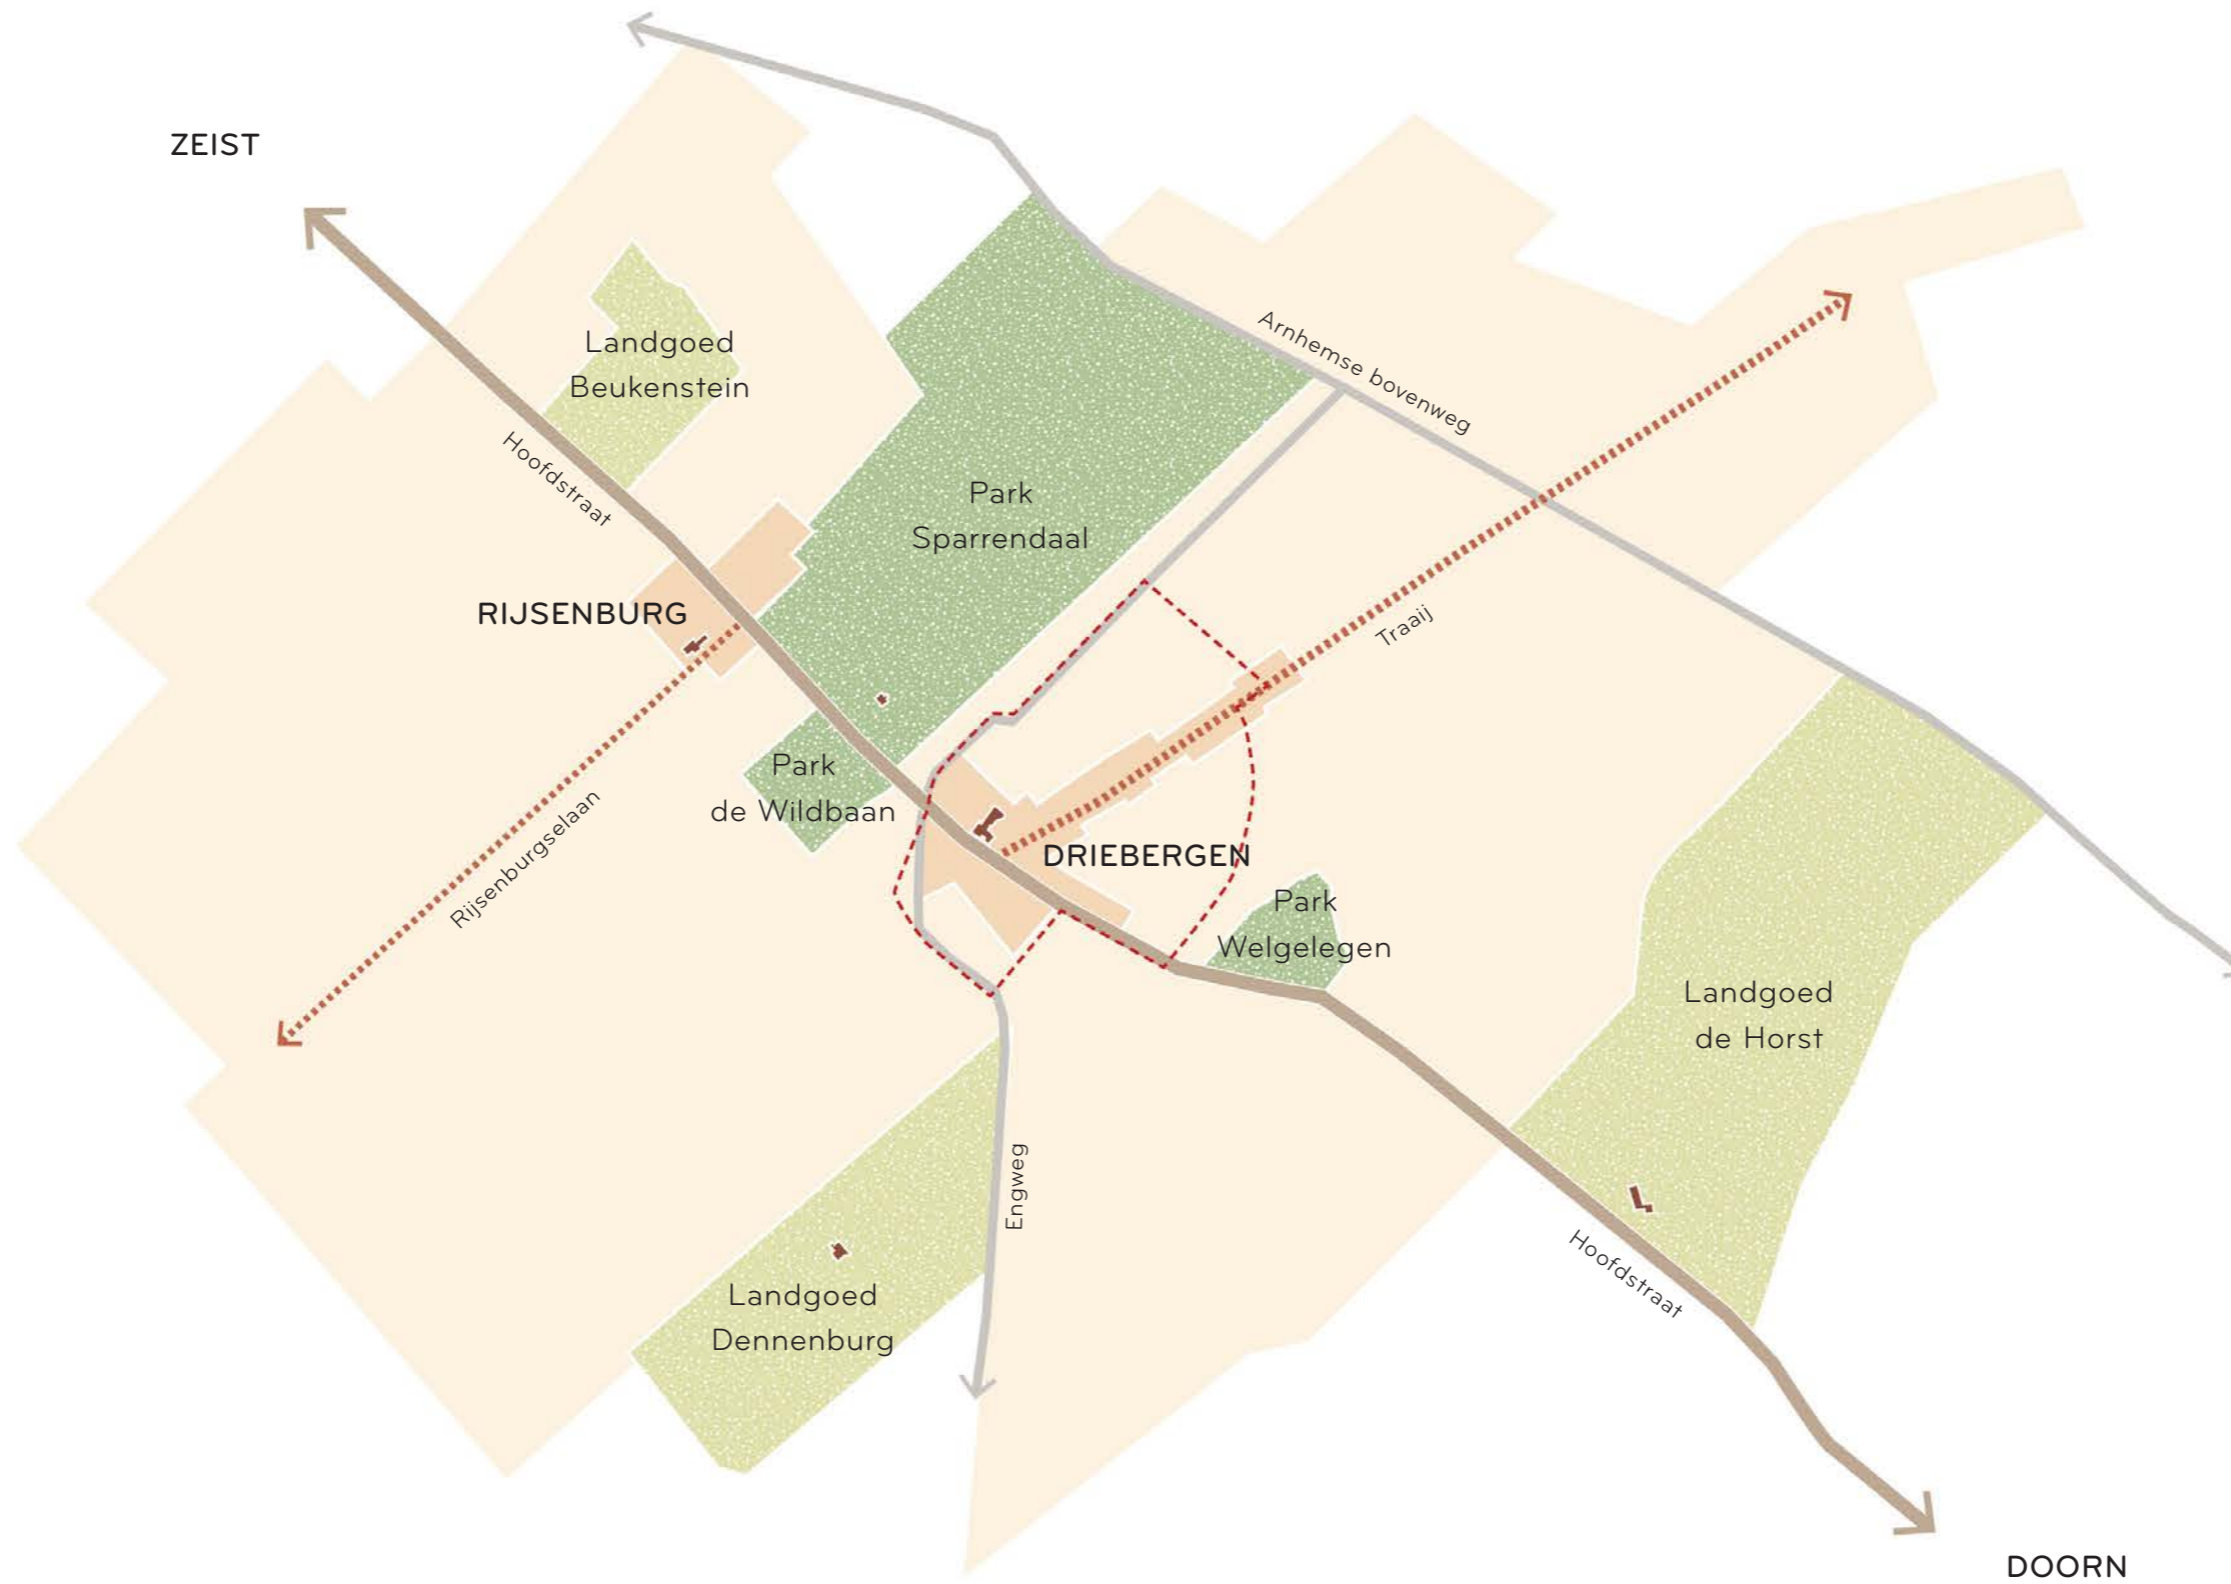 ZEIST
Arnhemse bovenweg
Landgoed
Beukenstein
Hoofdstraat
Park
Sparrendaal
RIJSENBURG
Traaij
Park
de Wildbaan
Rijsenburgselaan
DRIEBERGEN
Park
Welgelegen
Landgoed
de Horst
Engweg
Hoofdstraat
Landgoed
Dennenburg
DOORN